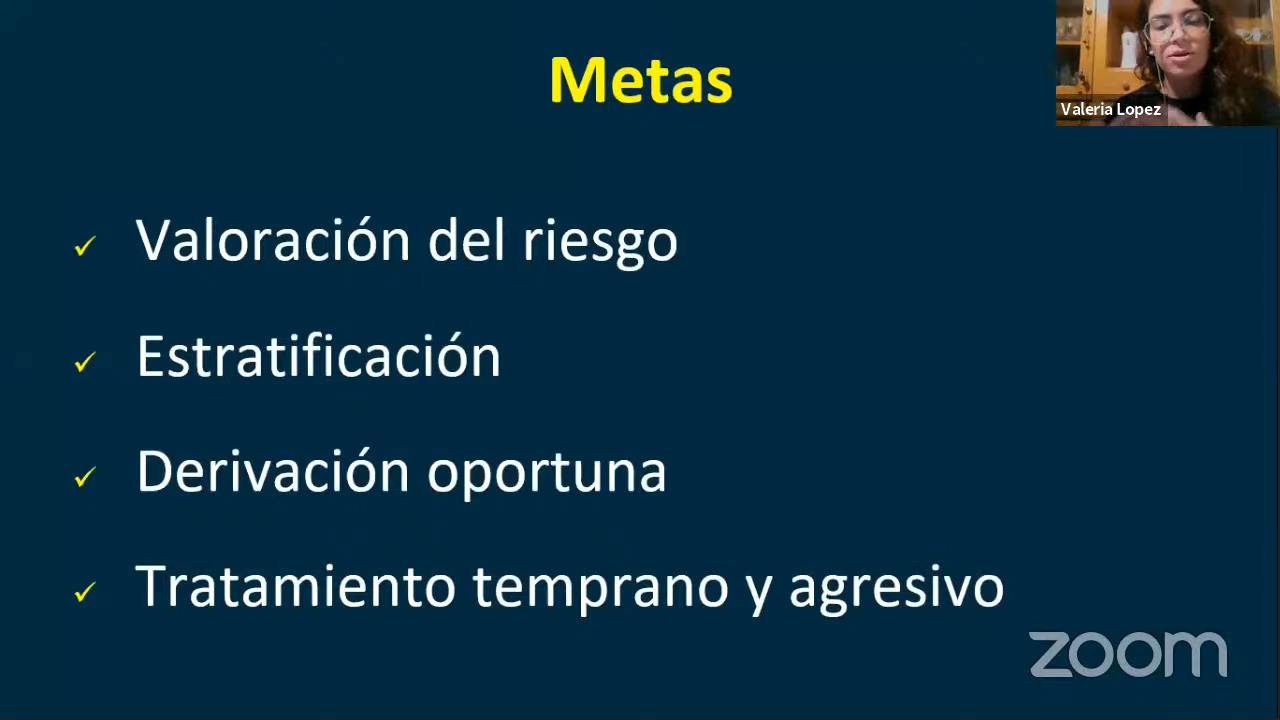 Metas
Valeria Lopez
✓ Valoración del riesgo
✓ Estratificación
✓ Derivación oportuna
✓ Tratamiento temprano y agresivo
zoom